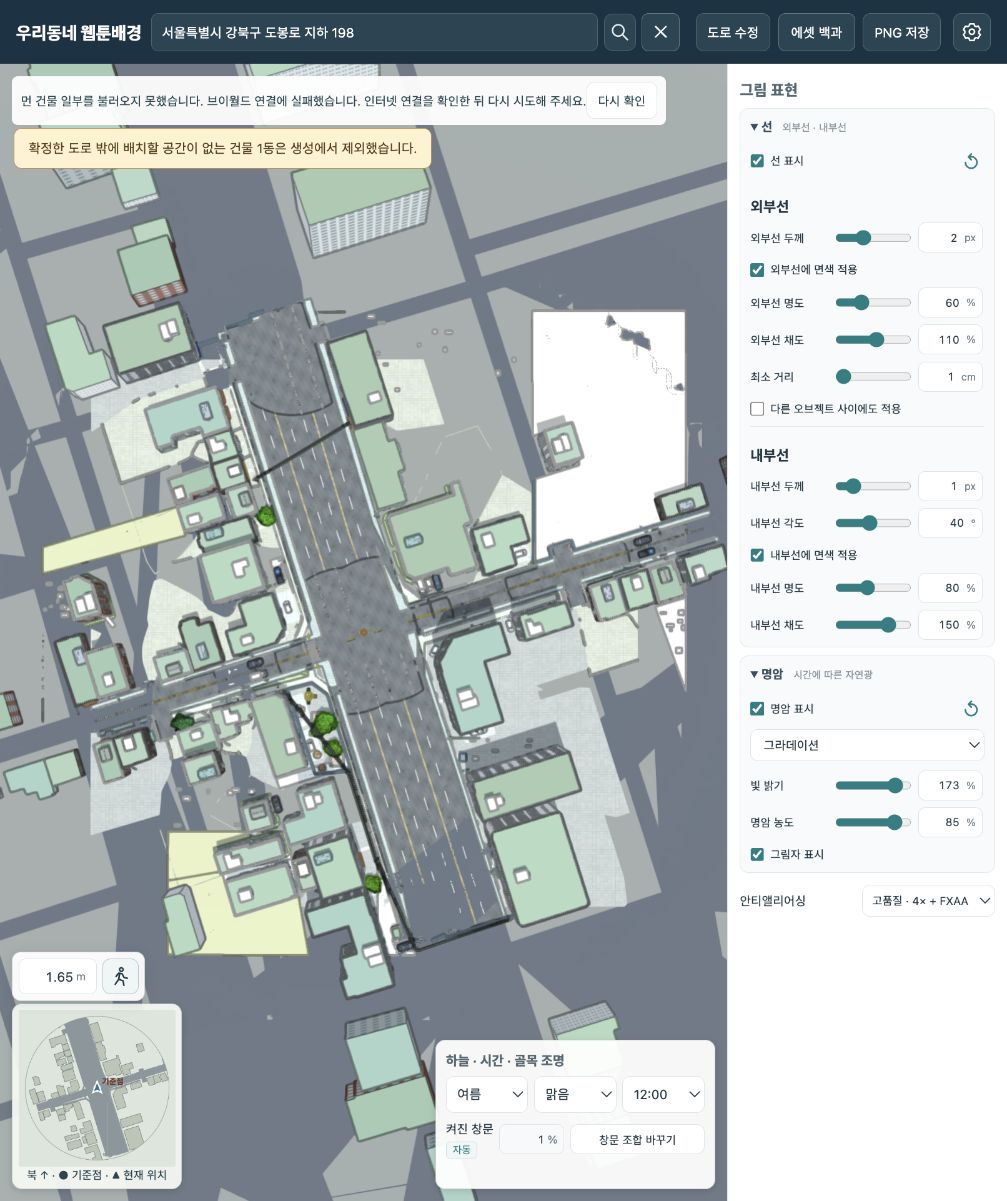 우리동네 웹툰배경
서울특별시 강북구 도봉로 지하 198
도로 수정
에셋 백과
PNG 저장
먼 건물 일부를 불러오지 못했습니다. 브이월드 연결에 실패했습니다. 인터넷 연결을 확인한 뒤 다시 시도해 주세요.
다시 확인
확정한 도로 밖에 배치할 공간이 없는 건물 1동은 생성에서 제외했습니다.
그림 표현
▼선 외부선 · 내부선
선 표시
외부선
외부선 두께 2 px
외부선에 면색 적용
외부선 명도 60 %
외부선 채도 110 %
최소 거리 1 cm
다른 오브젝트 사이에도 적용
내부선
내부선 두께 1 px
내부선 각도 40 °
내부선에 면색 적용
내부선 명도 80 %
내부선 채도 150 %
▼명암 시간에 따른 자연광
명암 표시
그라데이션
빛 밝기 173 %
명암 농도 85 %
그림자 표시
안티앨리어싱 고품질 · 4× + FXAA
1.65 m
기준점
북 ↑ · ● 기준점 · ▲ 현재 위치
하늘 · 시간 · 골목 조명
여름 맑음 12:00
켜진 창문
자동
1 %
창문 조합 바꾸기